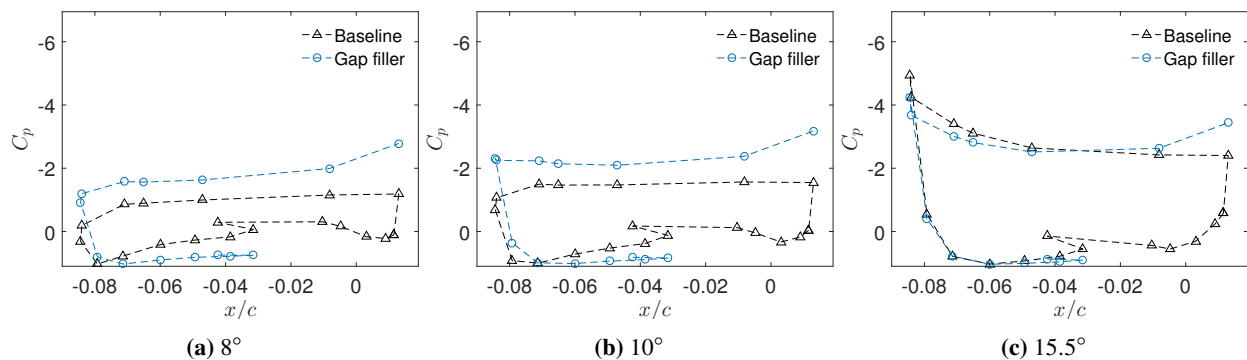 -6
-4
-2
0
C_p
Baseline
Gap filler
-0.08
-0.06
-0.04
-0.02
0
x/c
(a) 8°
-6
-4
-2
0
C_p
Baseline
Gap filler
-0.08
-0.06
-0.04
-0.02
0
x/c
(b) 10°
-6
-4
-2
0
C_p
Baseline
Gap filler
-0.08
-0.06
-0.04
-0.02
0
x/c
(c) 15.5°